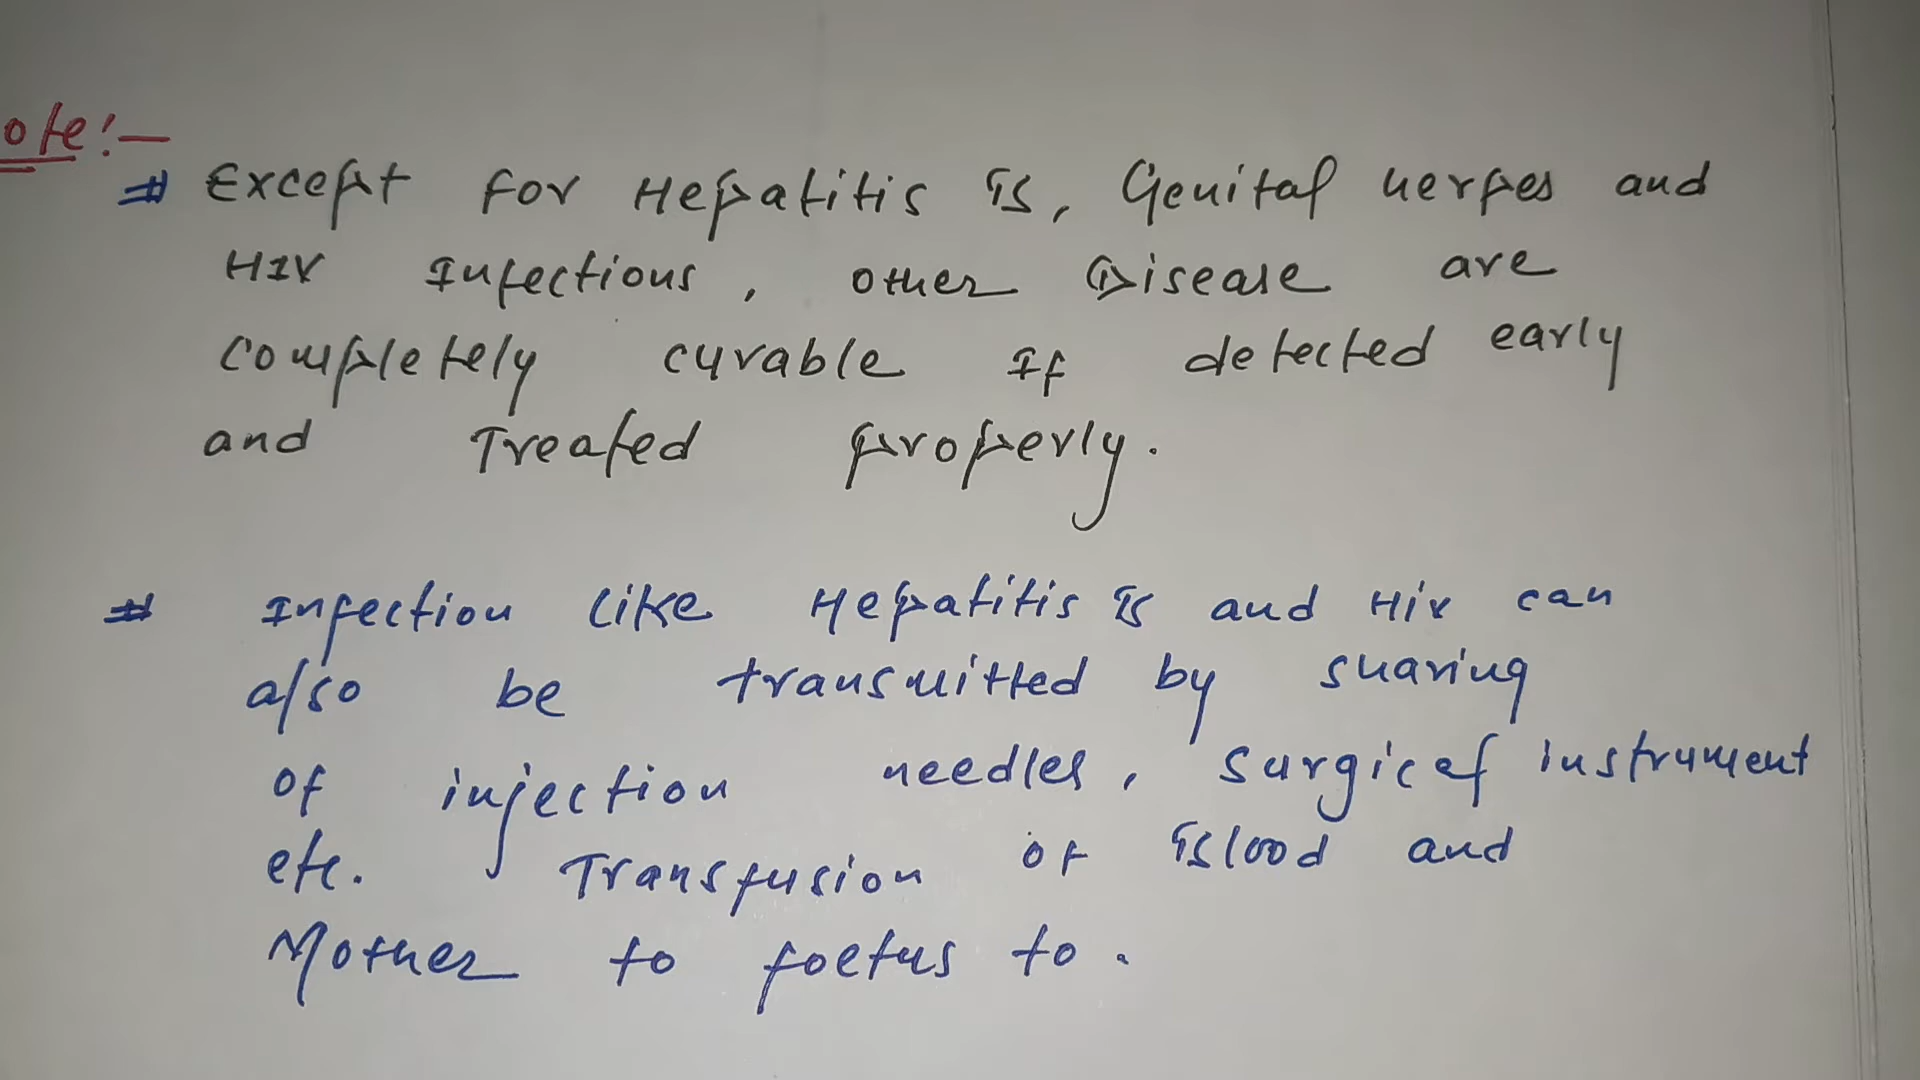 ote:-
# Except for Hepatitis B, Genital herpes and
HIV Infections, other Disease are
completely curable If detected early
and Treated properly.
# Infection like Hepatitis B and HiV can
also be transmitted by sharing
of injection needles, surgical instrument
etc. Transfusion of Blood and
Mother to foetus to.